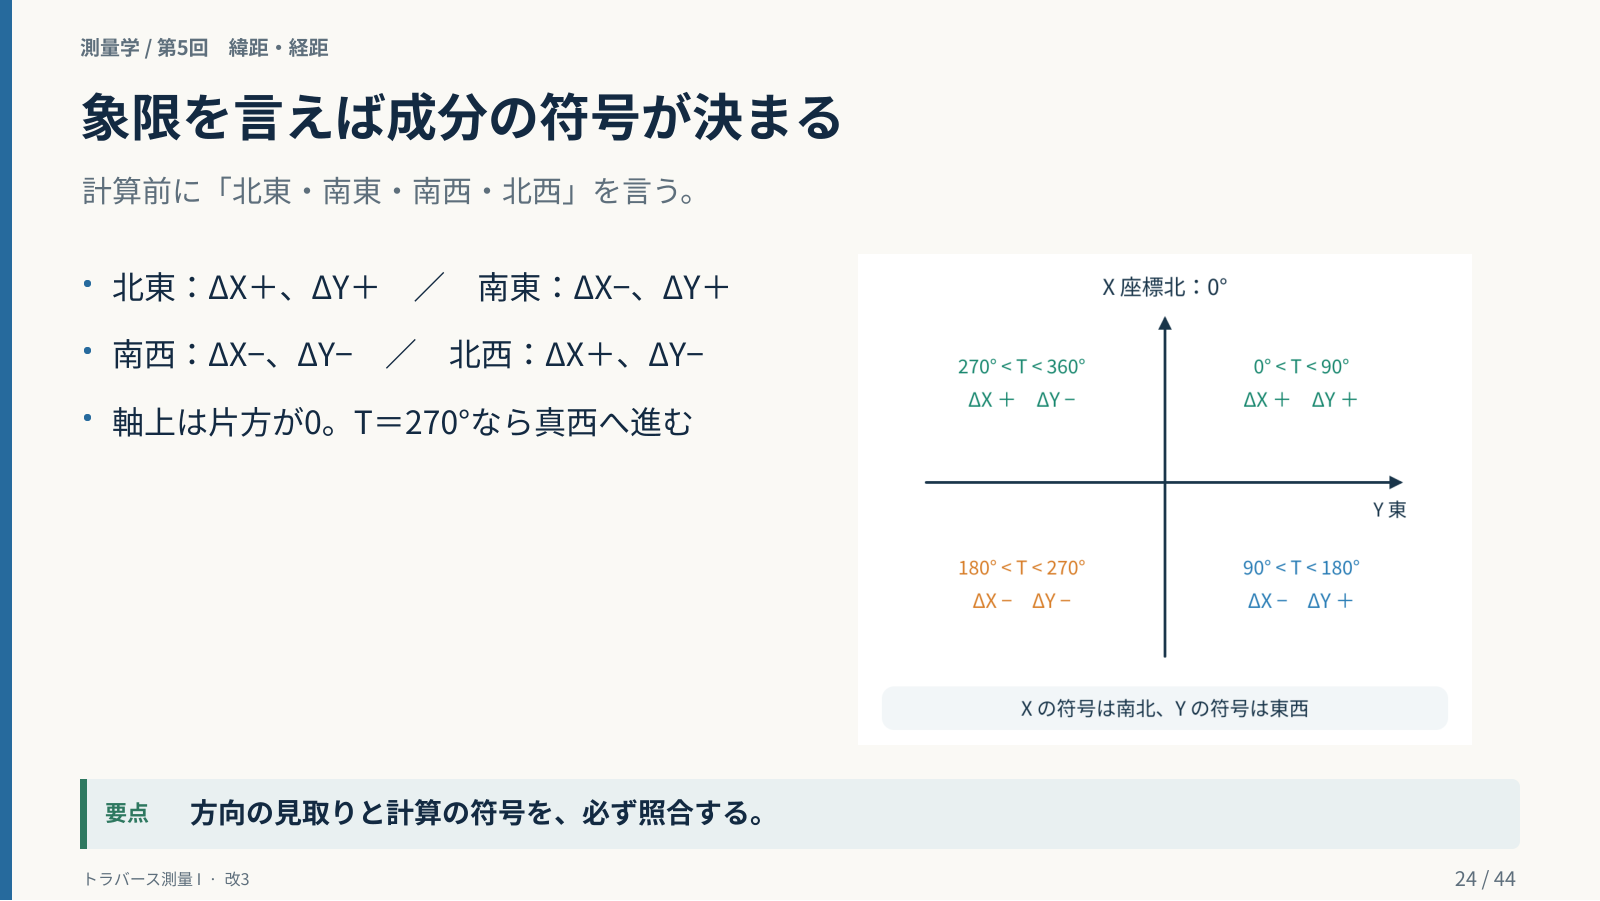 測量学 / 第5回　緯距・経距
象限を言えば成分の符号が決まる
計算前に「北東・南東・南西・北西」を言う。
• 北東：ΔX＋、ΔY＋　／　南東：ΔX−、ΔY＋
• 南西：ΔX−、ΔY−　／　北西：ΔX＋、ΔY−
• 軸上は片方が0。T＝270°なら真西へ進む
X 座標北：0°
270° < T < 360°
ΔX ＋　ΔY −
0° < T < 90°
ΔX ＋　ΔY ＋
Y 東
180° < T < 270°
ΔX −　ΔY −
90° < T < 180°
ΔX −　ΔY ＋
X の符号は南北、Y の符号は東西
要点　方向の見取りと計算の符号を、必ず照合する。
トラバース測量 I · 改3
24 / 44